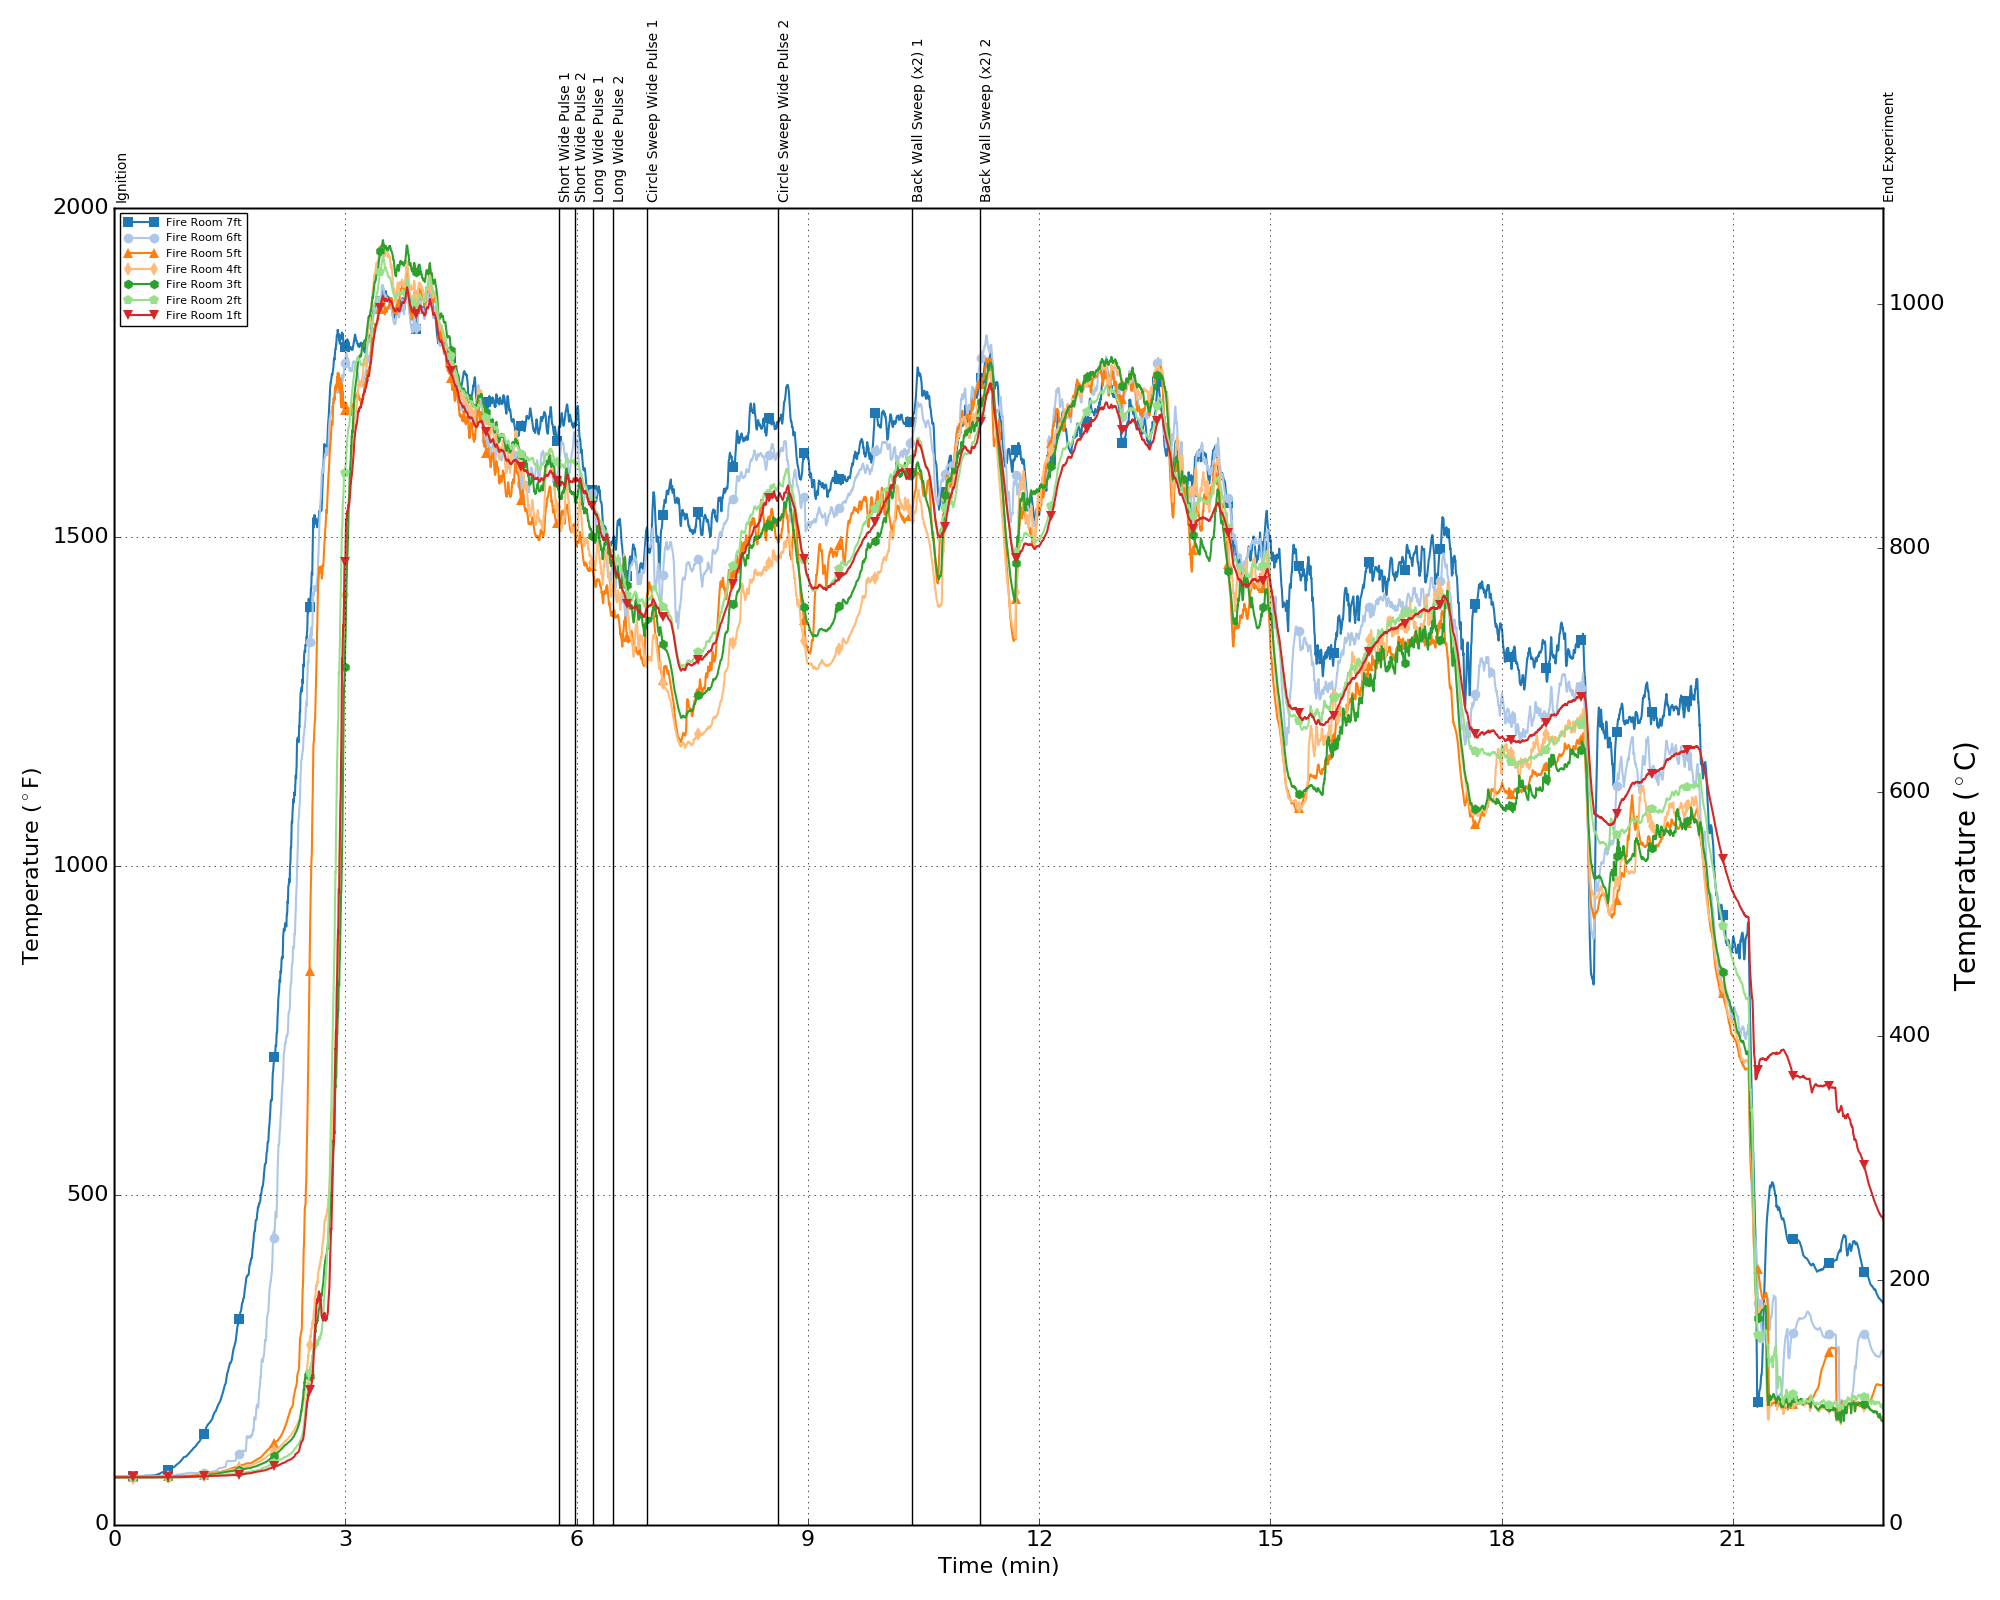 Ignition
Short Wide Pulse 1
Short Wide Pulse 2
Long Wide Pulse 1
Long Wide Pulse 2
Circle Sweep Wide Pulse 1
Circle Sweep Wide Pulse 2
Back Wall Sweep (x2) 1
Back Wall Sweep (x2) 2
End Experiment
Fire Room 7ft
Fire Room 6ft
Fire Room 5ft
Fire Room 4ft
Fire Room 3ft
Fire Room 2ft
Fire Room 1ft
2000
1500
1000
500
0
Temperature (°F)
1000
800
600
400
200
0
Temperature (°C)
0
3
6
9
12
15
18
21
Time (min)